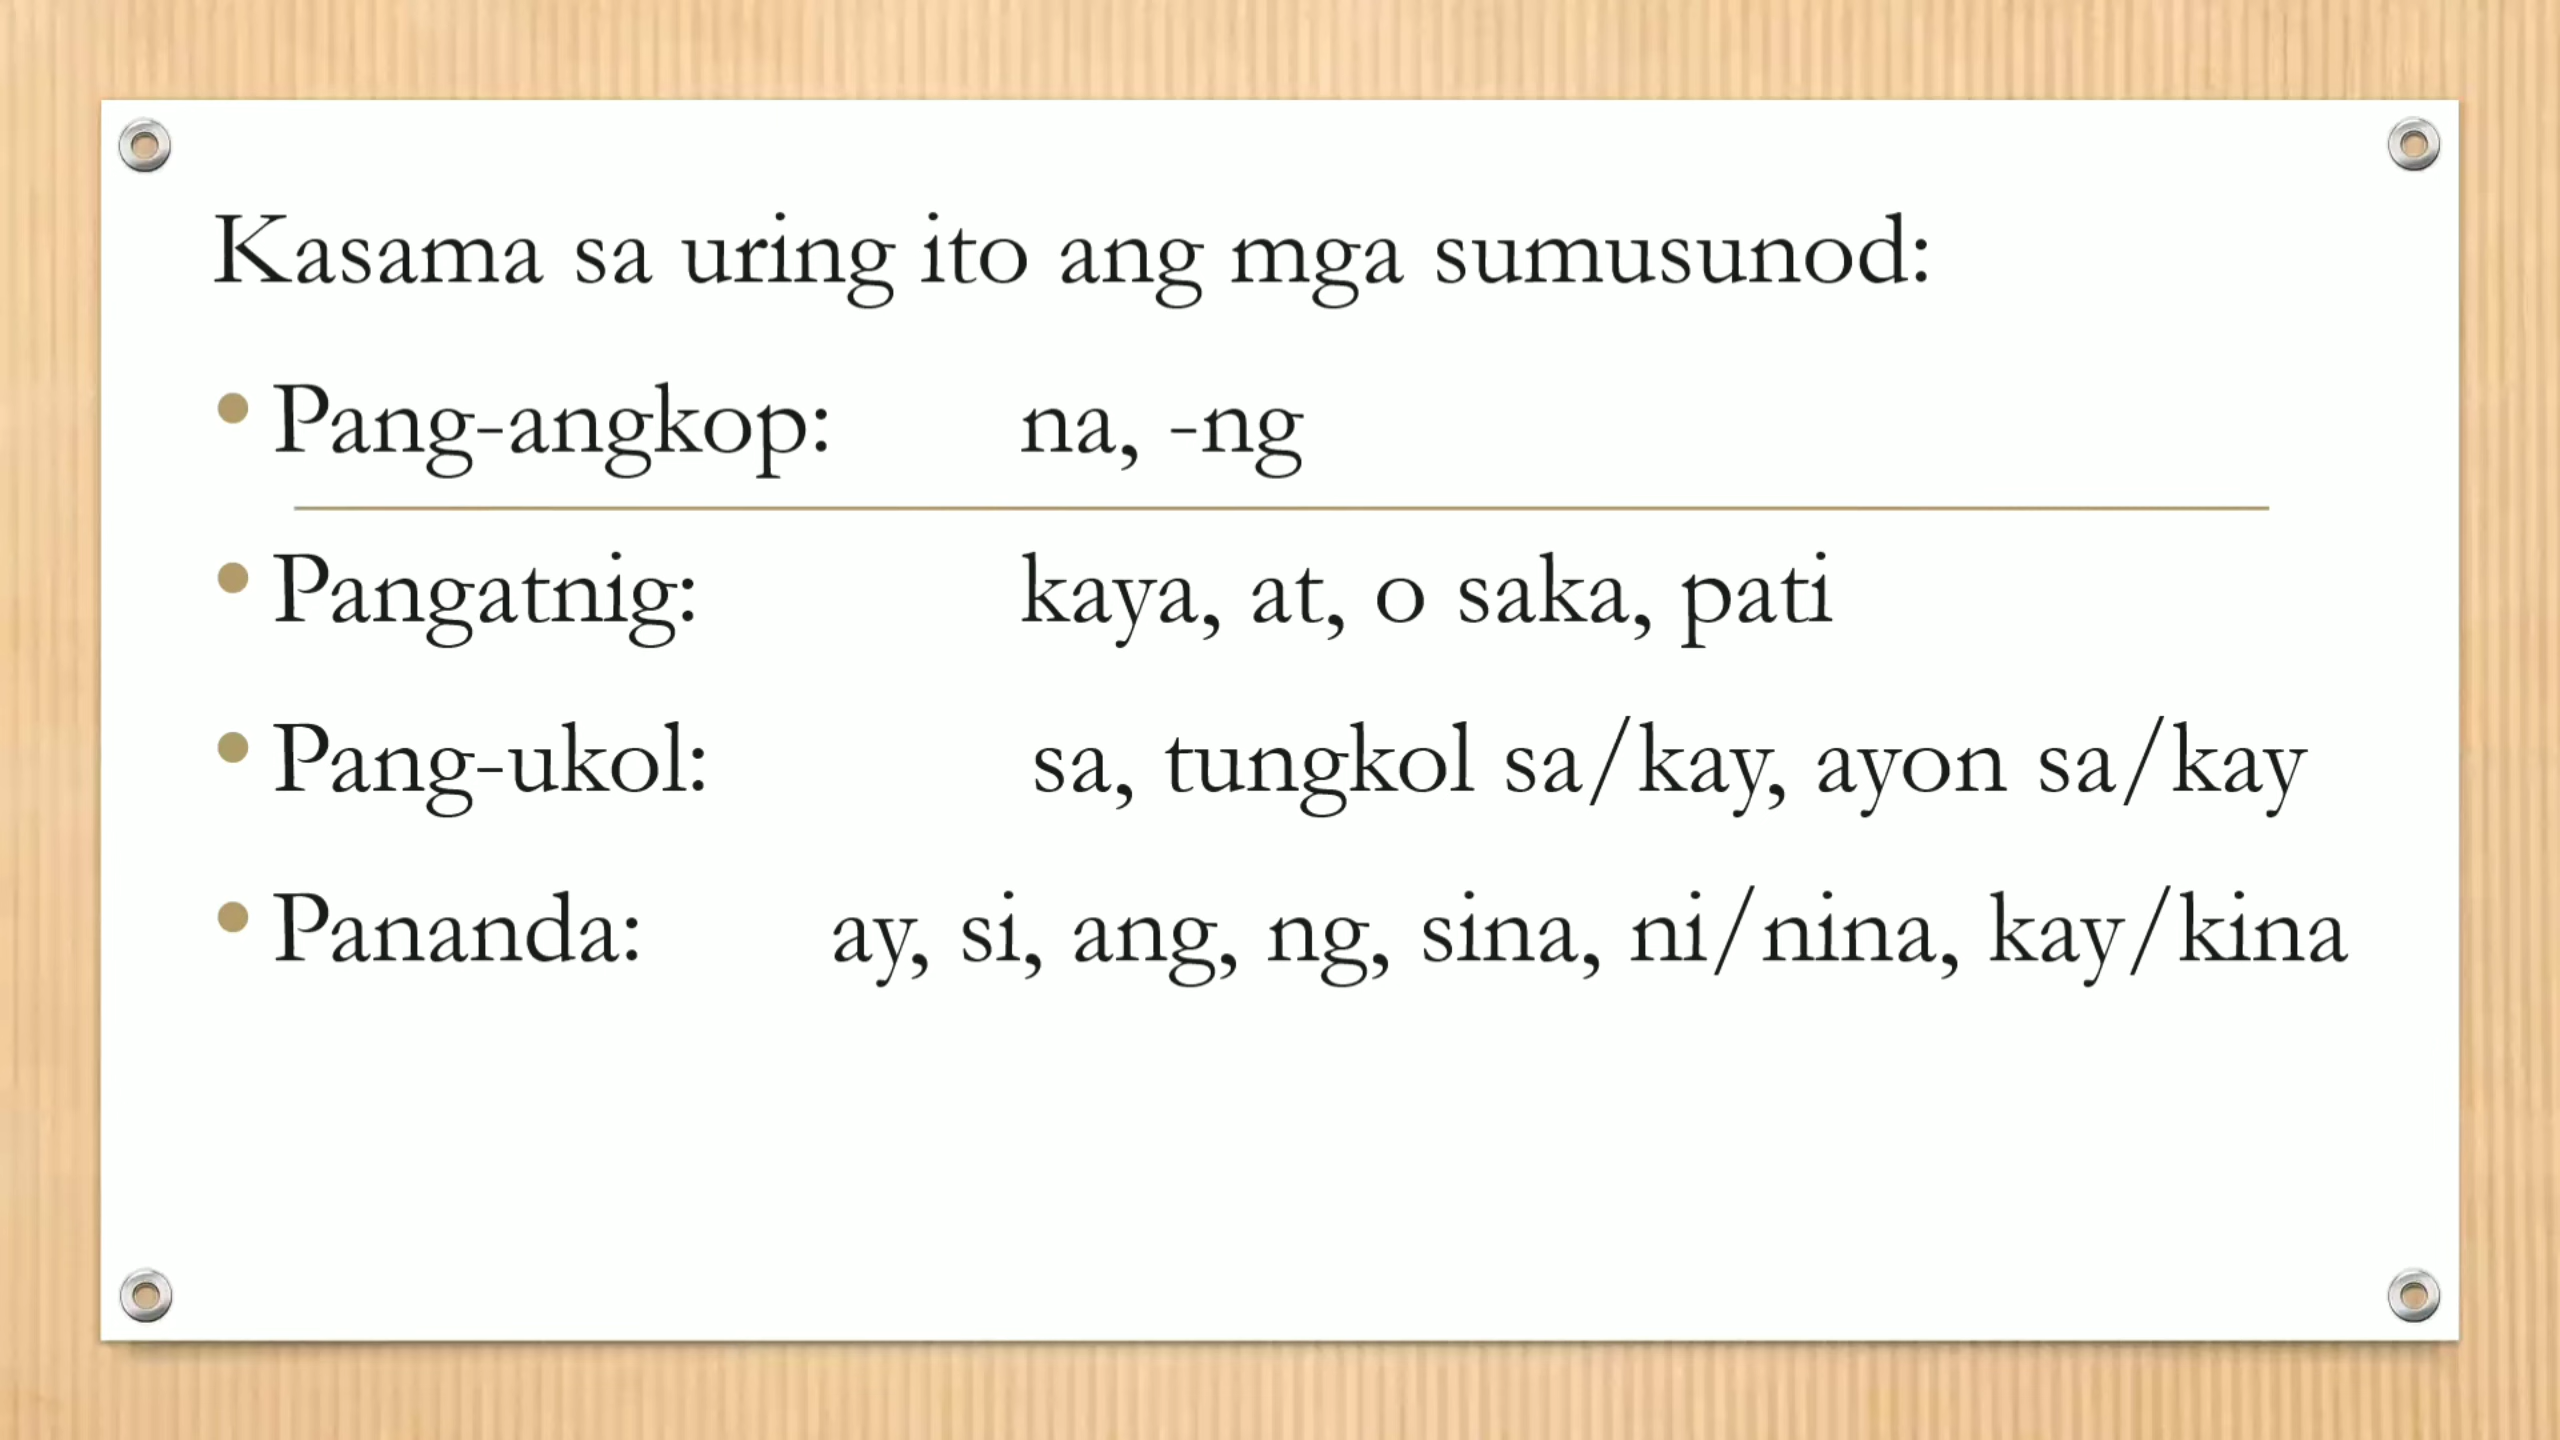 Kasama sa uring ito ang mga sumusunod:
• Pang-angkop: na, -ng
• Pangatnig: kaya, at, o saka, pati
• Pang-ukol: sa, tungkol sa/kay, ayon sa/kay
• Pananda: ay, si, ang, ng, sina, ni/nina, kay/kina